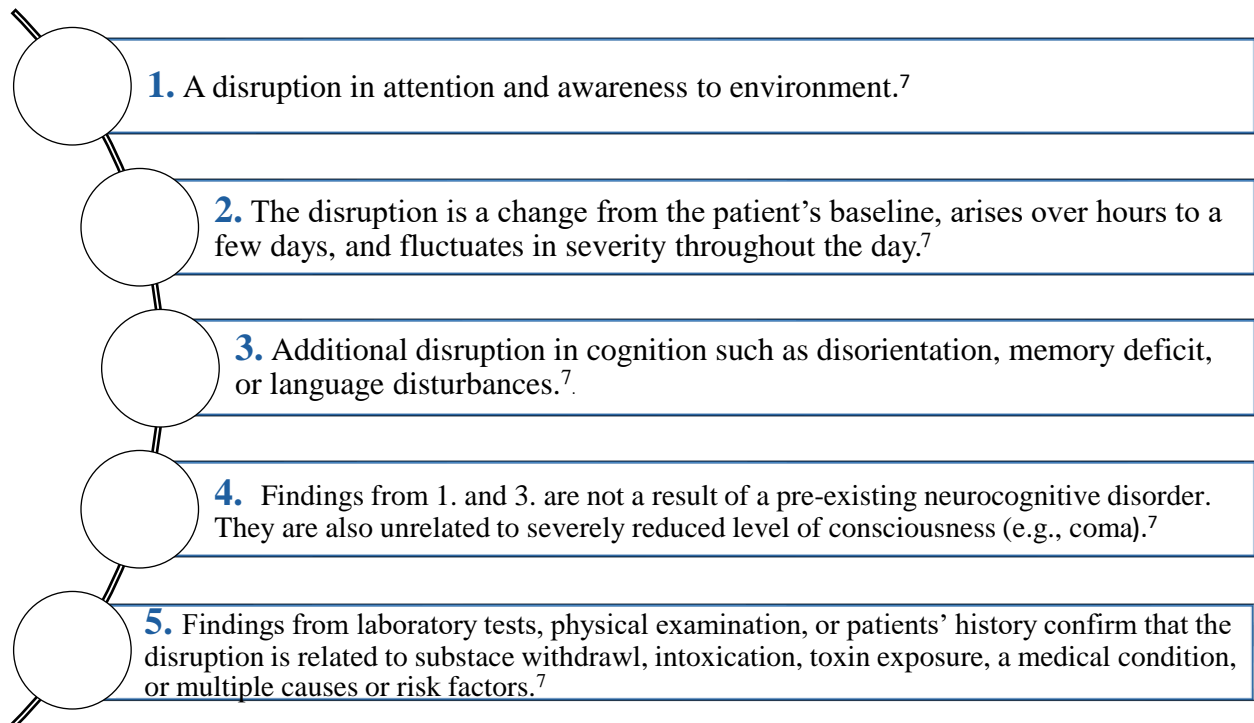 1. A disruption in attention and awareness to environment.⁷
2. The disruption is a change from the patient’s baseline, arises over hours to a
few days, and fluctuates in severity throughout the day.⁷
3. Additional disruption in cognition such as disorientation, memory deficit,
or language disturbances.⁷.
4. Findings from 1. and 3. are not a result of a pre-existing neurocognitive disorder.
They are also unrelated to severely reduced level of consciousness (e.g., coma).⁷
5. Findings from laboratory tests, physical examination, or patients’ history confirm that the
disruption is related to substace withdrawl, intoxication, toxin exposure, a medical condition,
or multiple causes or risk factors.⁷